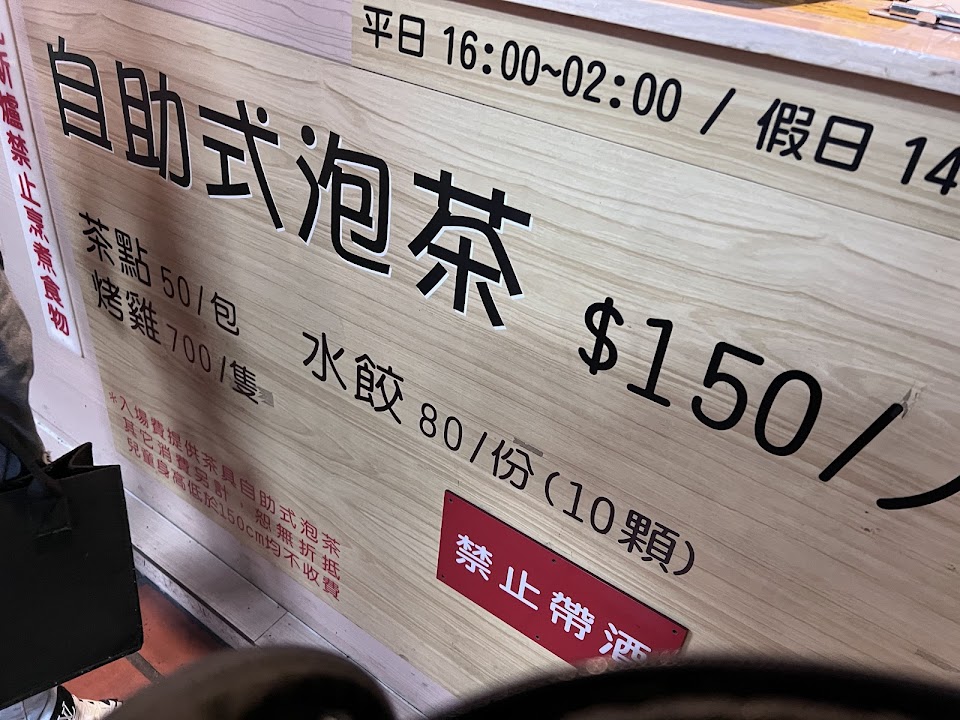 平日 16:00~02:00 / 假日 14
自助式泡茶 $150/
茶點 50/包
水餃 80/份(10顆)
烤雞 700/隻
*入場費提供茶具自助式泡茶
其它消費另計，恕無折抵
兒童身高低於150cm均不收費
禁止帶酒
爐禁止烹煮食物